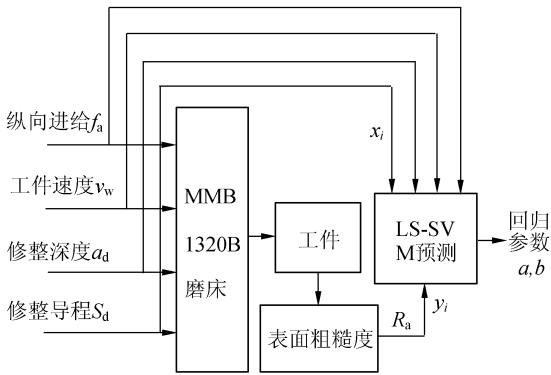 纵向进给fa
工件速度vw
修整深度ad
修整导程Sd
MMB
1320B
磨床
工件
表面粗糙度
Ra
xi
yi
LS-SV
M预测
回归
参数
a,b